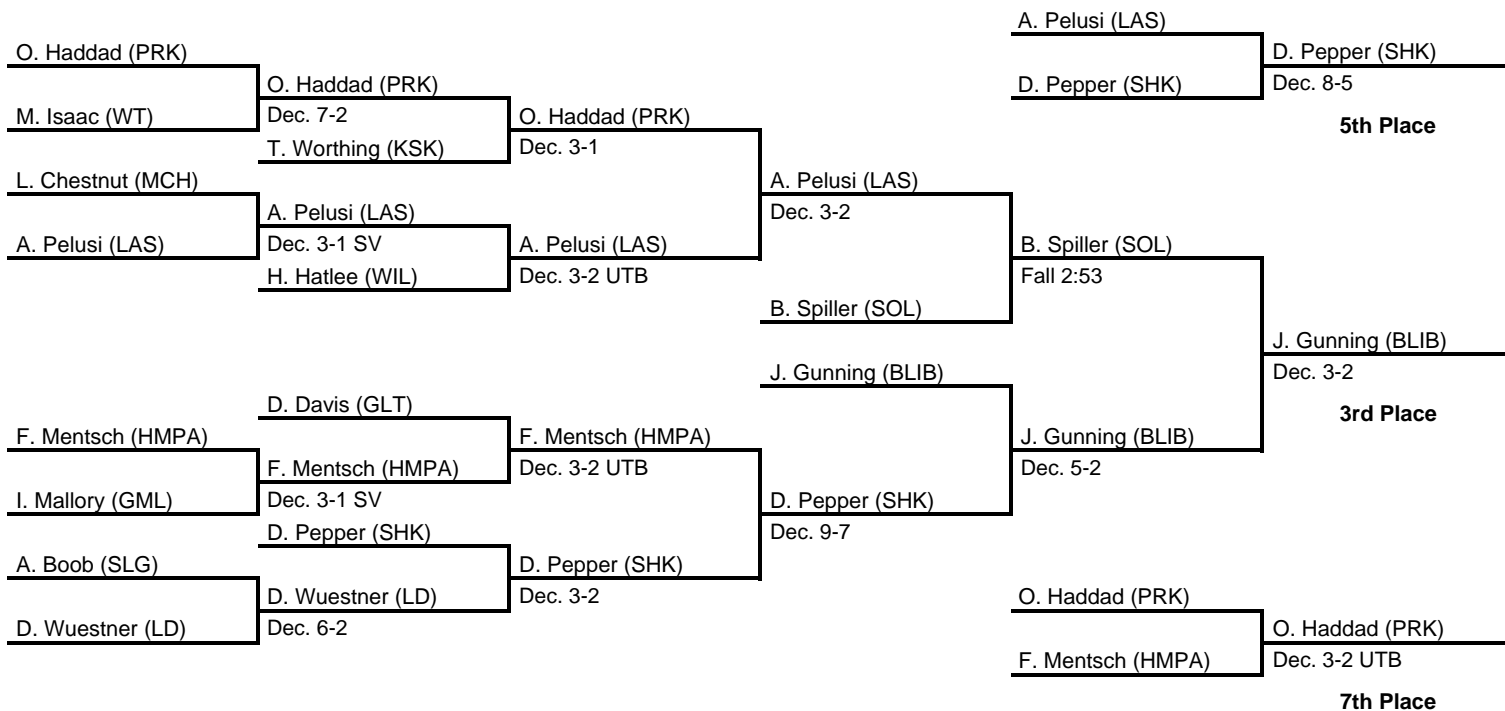 A. Pelusi (LAS)
O. Haddad (PRK)
D. Pepper (SHK)
O. Haddad (PRK)
D. Pepper (SHK)
Dec. 8-5
M. Isaac (WT)
Dec. 7-2
O. Haddad (PRK)
5th Place
T. Worthing (KSK)
Dec. 3-1
L. Chestnut (MCH)
A. Pelusi (LAS)
A. Pelusi (LAS)
Dec. 3-2
A. Pelusi (LAS)
Dec. 3-1 SV
A. Pelusi (LAS)
B. Spiller (SOL)
H. Hatlee (WIL)
Dec. 3-2 UTB
Fall 2:53
B. Spiller (SOL)
J. Gunning (BLIB)
J. Gunning (BLIB)
Dec. 3-2
D. Davis (GLT)
3rd Place
F. Mentsch (HMPA)
F. Mentsch (HMPA)
J. Gunning (BLIB)
F. Mentsch (HMPA)
Dec. 3-2 UTB
Dec. 5-2
I. Mallory (GML)
Dec. 3-1 SV
D. Pepper (SHK)
D. Pepper (SHK)
Dec. 9-7
A. Boob (SLG)
D. Pepper (SHK)
D. Wuestner (LD)
Dec. 3-2
O. Haddad (PRK)
D. Wuestner (LD)
Dec. 6-2
O. Haddad (PRK)
F. Mentsch (HMPA)
Dec. 3-2 UTB
7th Place